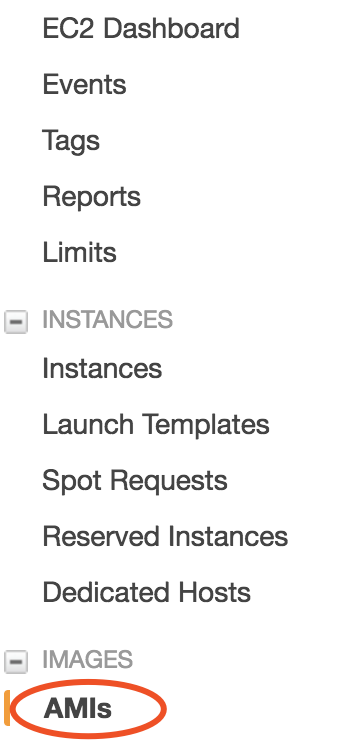 EC2 Dashboard
Events
Tags
Reports
Limits
INSTANCES
Instances
Launch Templates
Spot Requests
Reserved Instances
Dedicated Hosts
IMAGES
AMIs